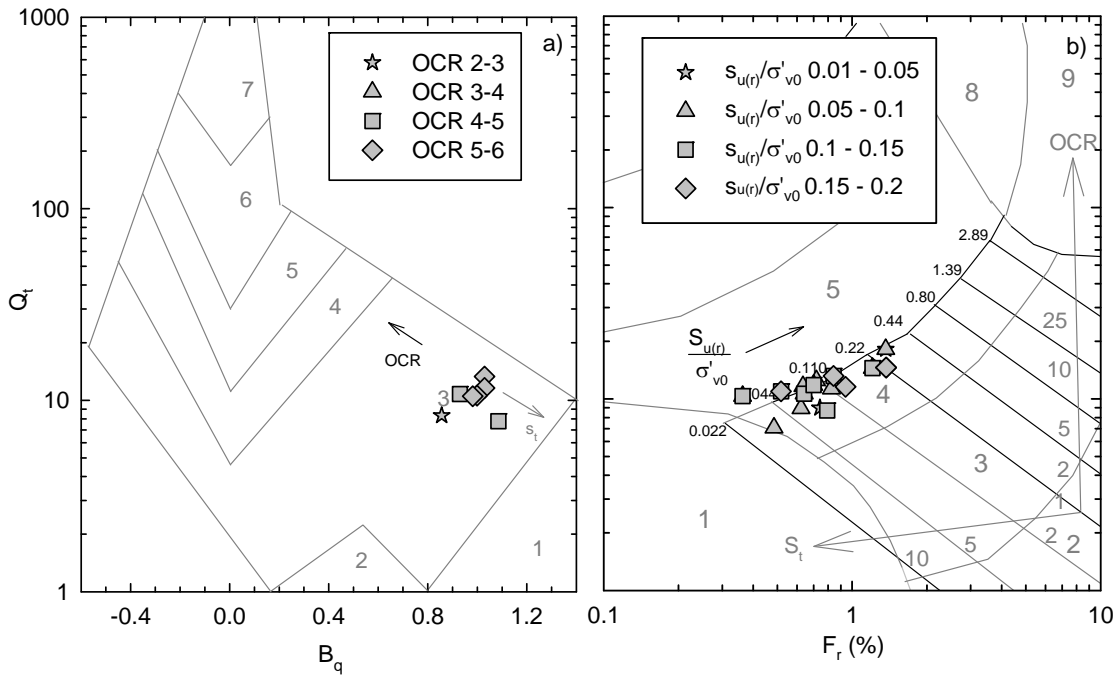 1000
100
10
1
Q_t
-0.4
0.0
0.4
0.8
1.2
B_q
a)
OCR 2-3
OCR 3-4
OCR 4-5
OCR 5-6
7
6
5
4
OCR
3
s_t
2
1
b)
s_u(r)/σ'_v0 0.01 - 0.05
s_u(r)/σ'_v0 0.05 - 0.1
s_u(r)/σ'_v0 0.1 - 0.15
s_u(r)/σ'_v0 0.15 - 0.2
8
9
OCR
2.89
1.39
5
0.80
25
0.44
S_u(r)
σ'_v0
0.22
0.110
10
4
5
0.022
3
2
1
1
S_t
10
5
2
2
0.1
1
10
F_r (%)